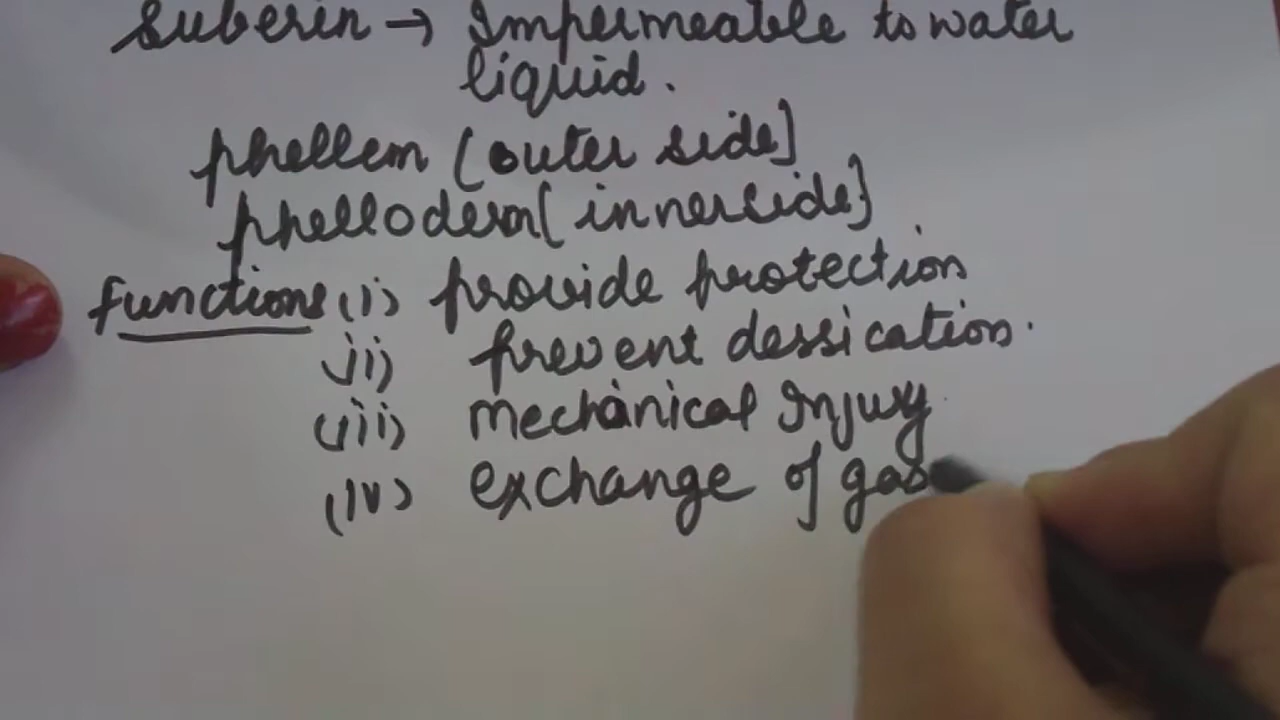 Suberin → Impermeable to water
liquid.
phellem (outer side]
phelloderm [innerside]
functions (i) provide protection
ii) prevent dessication.
(iii) mechanical Injury
(iv) exchange of gas